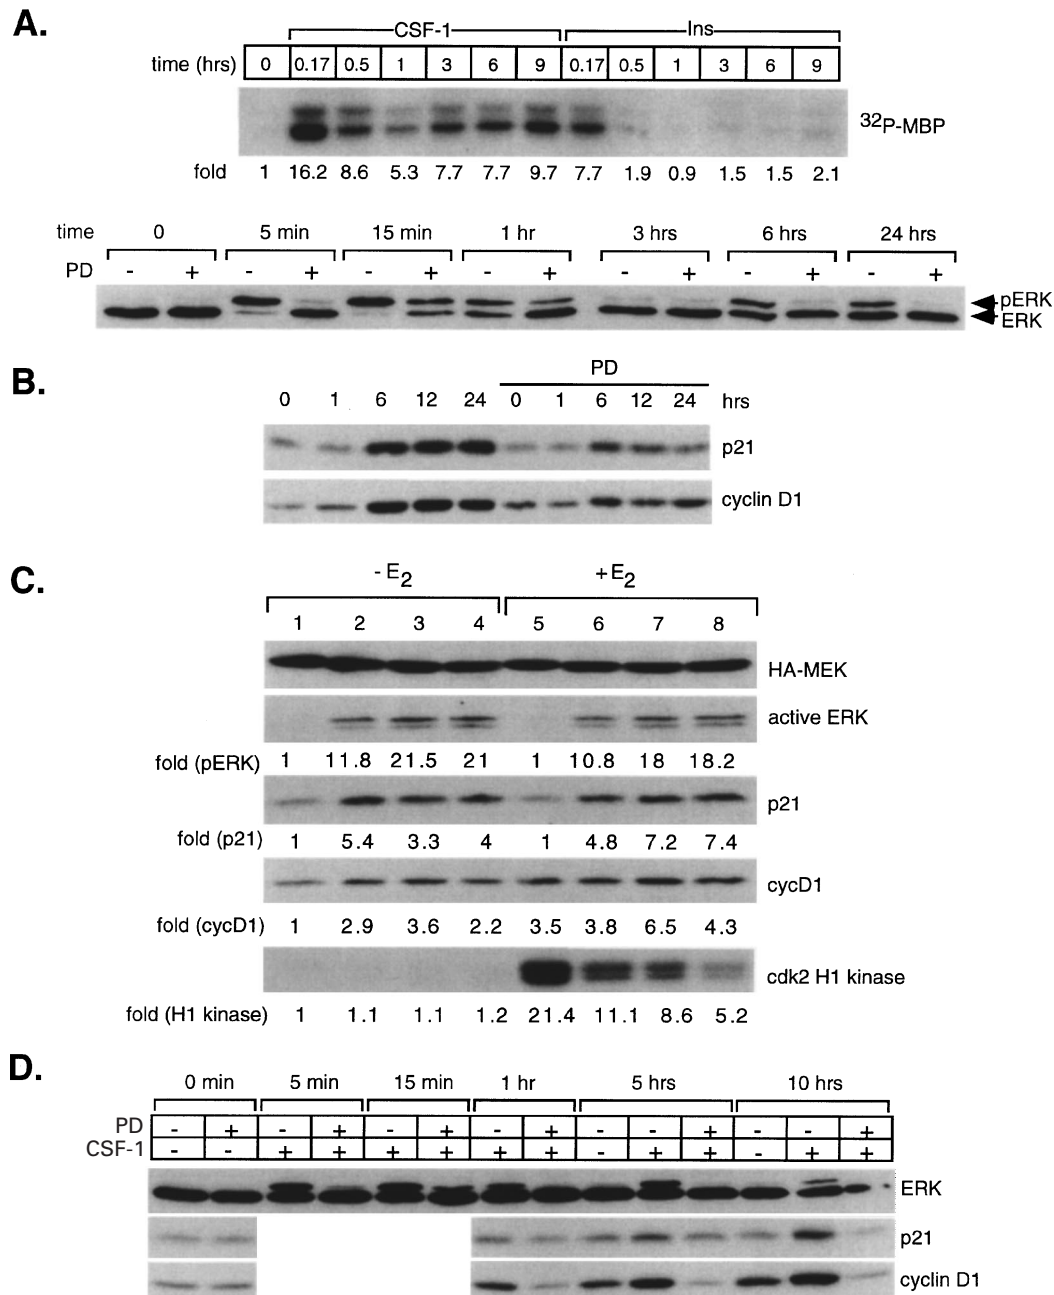 A.
CSF-1 Ins
time (hrs) 0 0.17 0.5 1 3 6 9 0.17 0.5 1 3 6 9
32P-MBP
fold 1 16.2 8.6 5.3 7.7 7.7 9.7 7.7 1.9 0.9 1.5 1.5 2.1
time 0 5 min 15 min 1 hr 3 hrs 6 hrs 24 hrs
PD - + - + - + - + - + - + - +
pERK
ERK
B.
PD
0 1 6 12 24 0 1 6 12 24 hrs
p21
cyclin D1
C.
- E2 + E2
1 2 3 4 5 6 7 8
HA-MEK
active ERK
fold (pERK) 1 11.8 21.5 21 1 10.8 18 18.2
p21
fold (p21) 1 5.4 3.3 4 1 4.8 7.2 7.4
cycD1
fold (cycD1) 1 2.9 3.6 2.2 3.5 3.8 6.5 4.3
cdk2 H1 kinase
fold (H1 kinase) 1 1.1 1.1 1.2 21.4 11.1 8.6 5.2
D.
0 min 5 min 15 min 1 hr 5 hrs 10 hrs
PD - + - + - + - + - - + - - +
CSF-1 - - + + + + + + - + + - + +
ERK
p21
cyclin D1